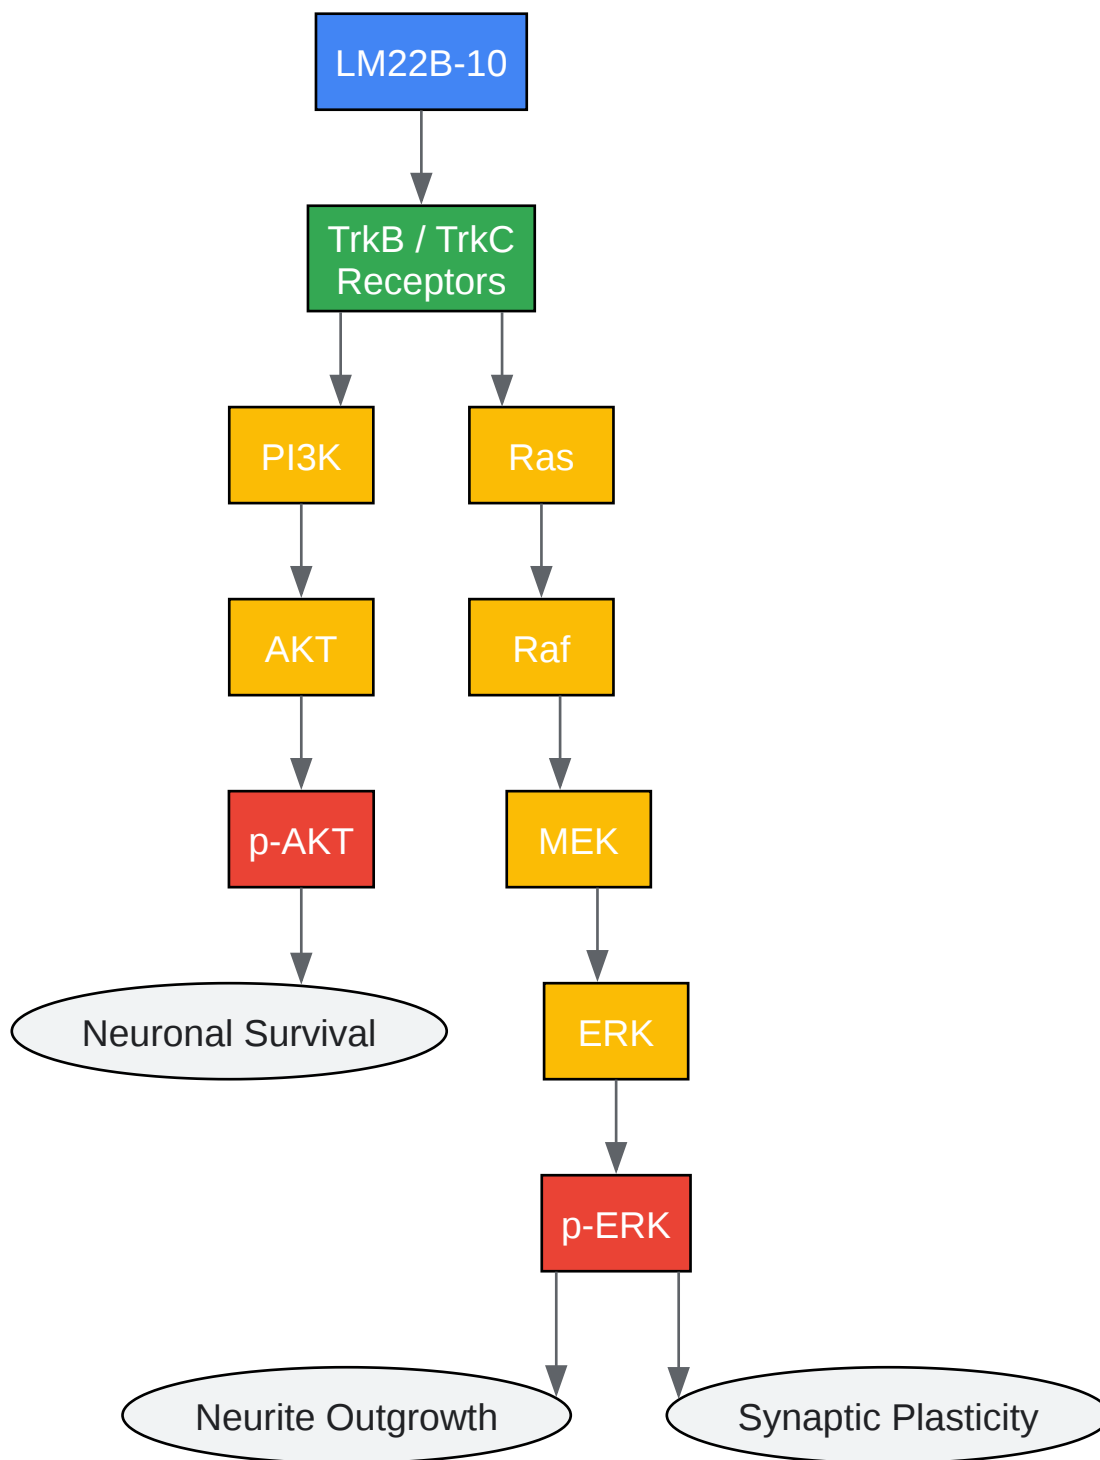 LM22B-10
TrkB / TrkC
Receptors
PI3K
Ras
AKT
Raf
p-AKT
MEK
Neuronal Survival
ERK
p-ERK
Neurite Outgrowth
Synaptic Plasticity